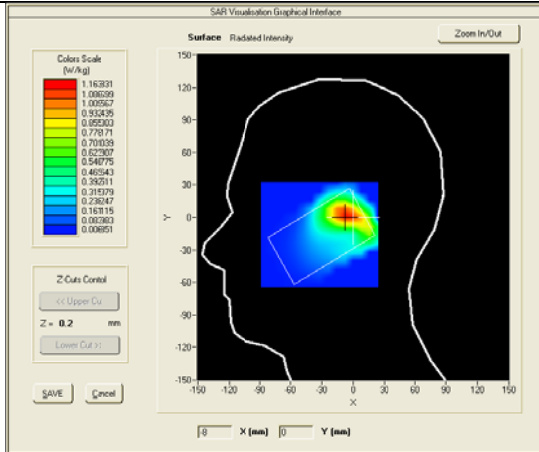 SAR Visualisation Graphical Interface
Surface Radiated Intensity
Zoom In/Out
Colors Scale
(W/kg)
1.163831
1.086699
1.009567
0.932435
0.855303
0.778171
0.701039
0.623907
0.546775
0.469643
0.392511
0.315379
0.238247
0.161115
0.083983
0.006851
Z-Cuts Control
<< Upper Cu
Z = 0.2 mm
Lower Cut >>
SAVE
Cancel
150
120
90
60
30
0
-30
-60
-90
-120
-150
Y
-150 -120 -90 -60 -30 0 30 60 90 120 150
X
-8 X (mm) 0 Y (mm)